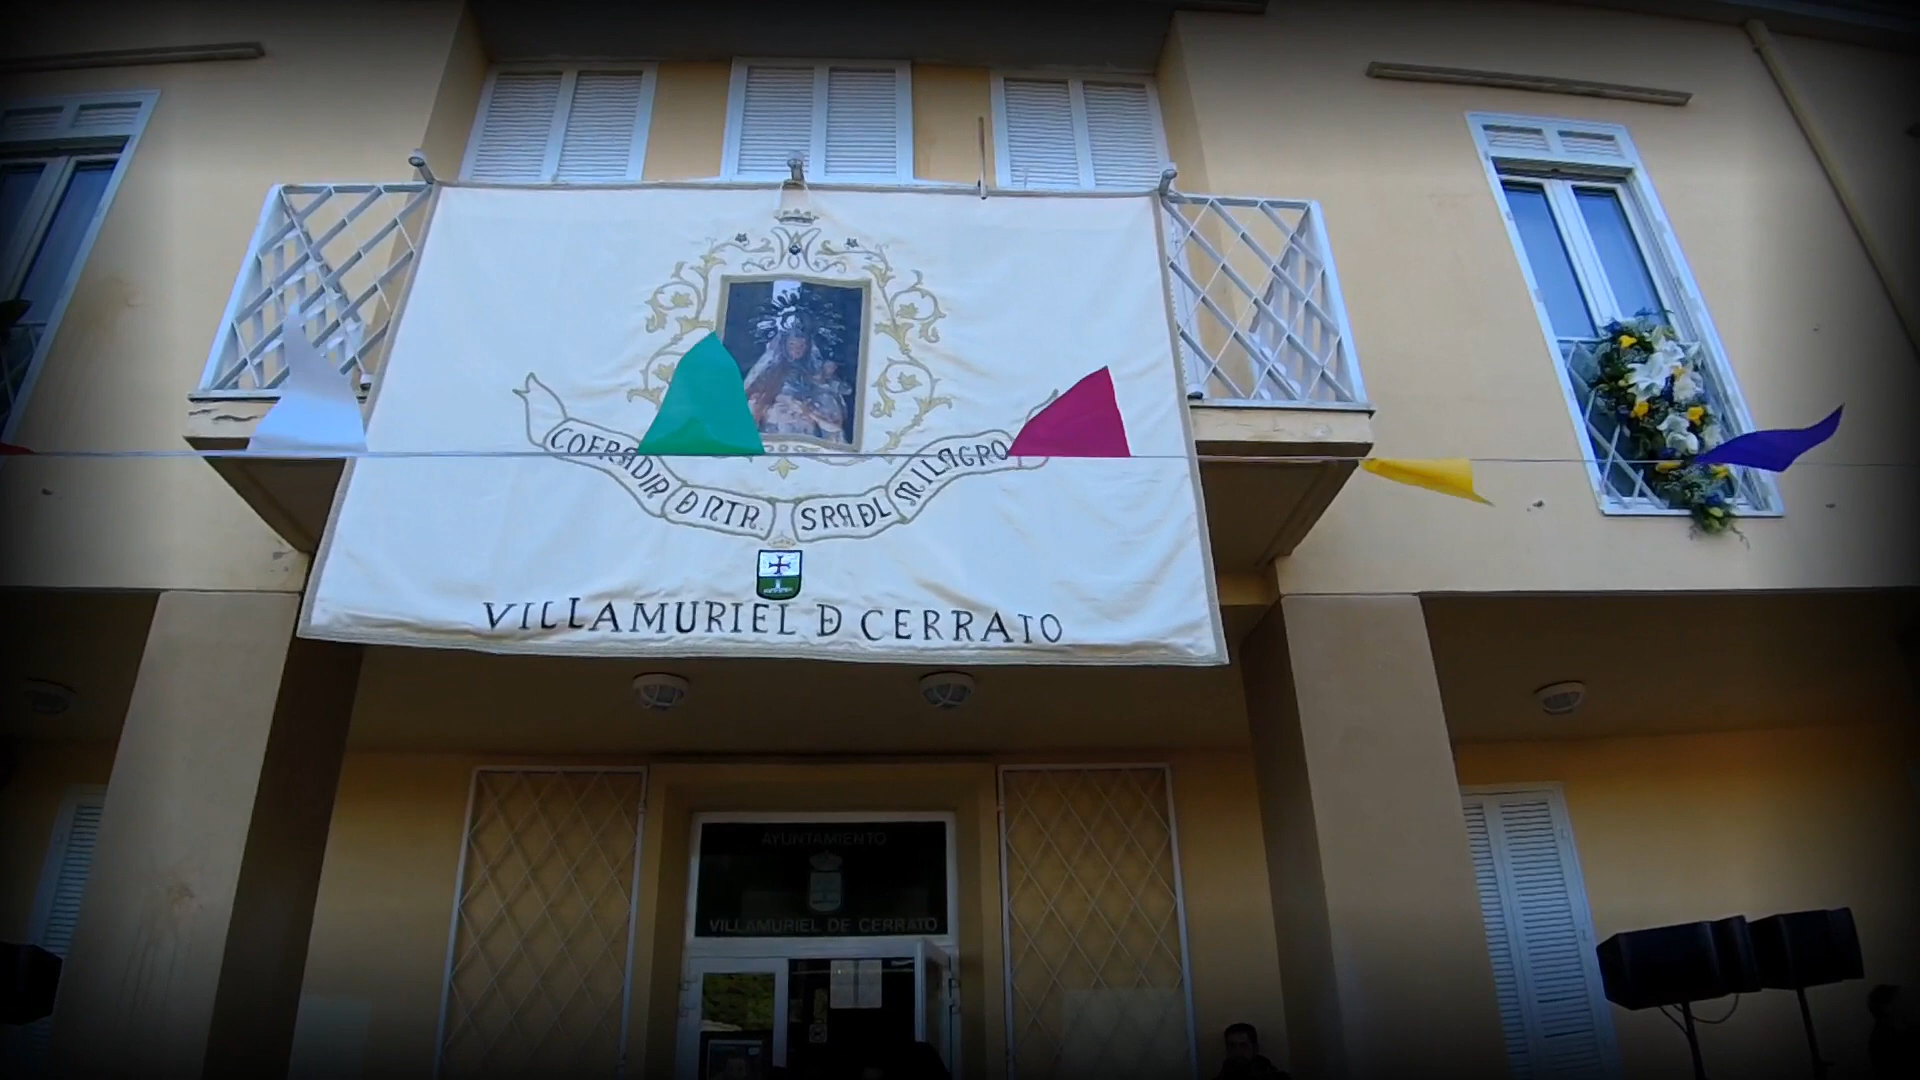 COFRADIA D NTR. SRA DL MILAGRO
VILLAMURIEL D CERRATO
AYUNTAMIENTO
VILLAMURIEL DE CERRATO